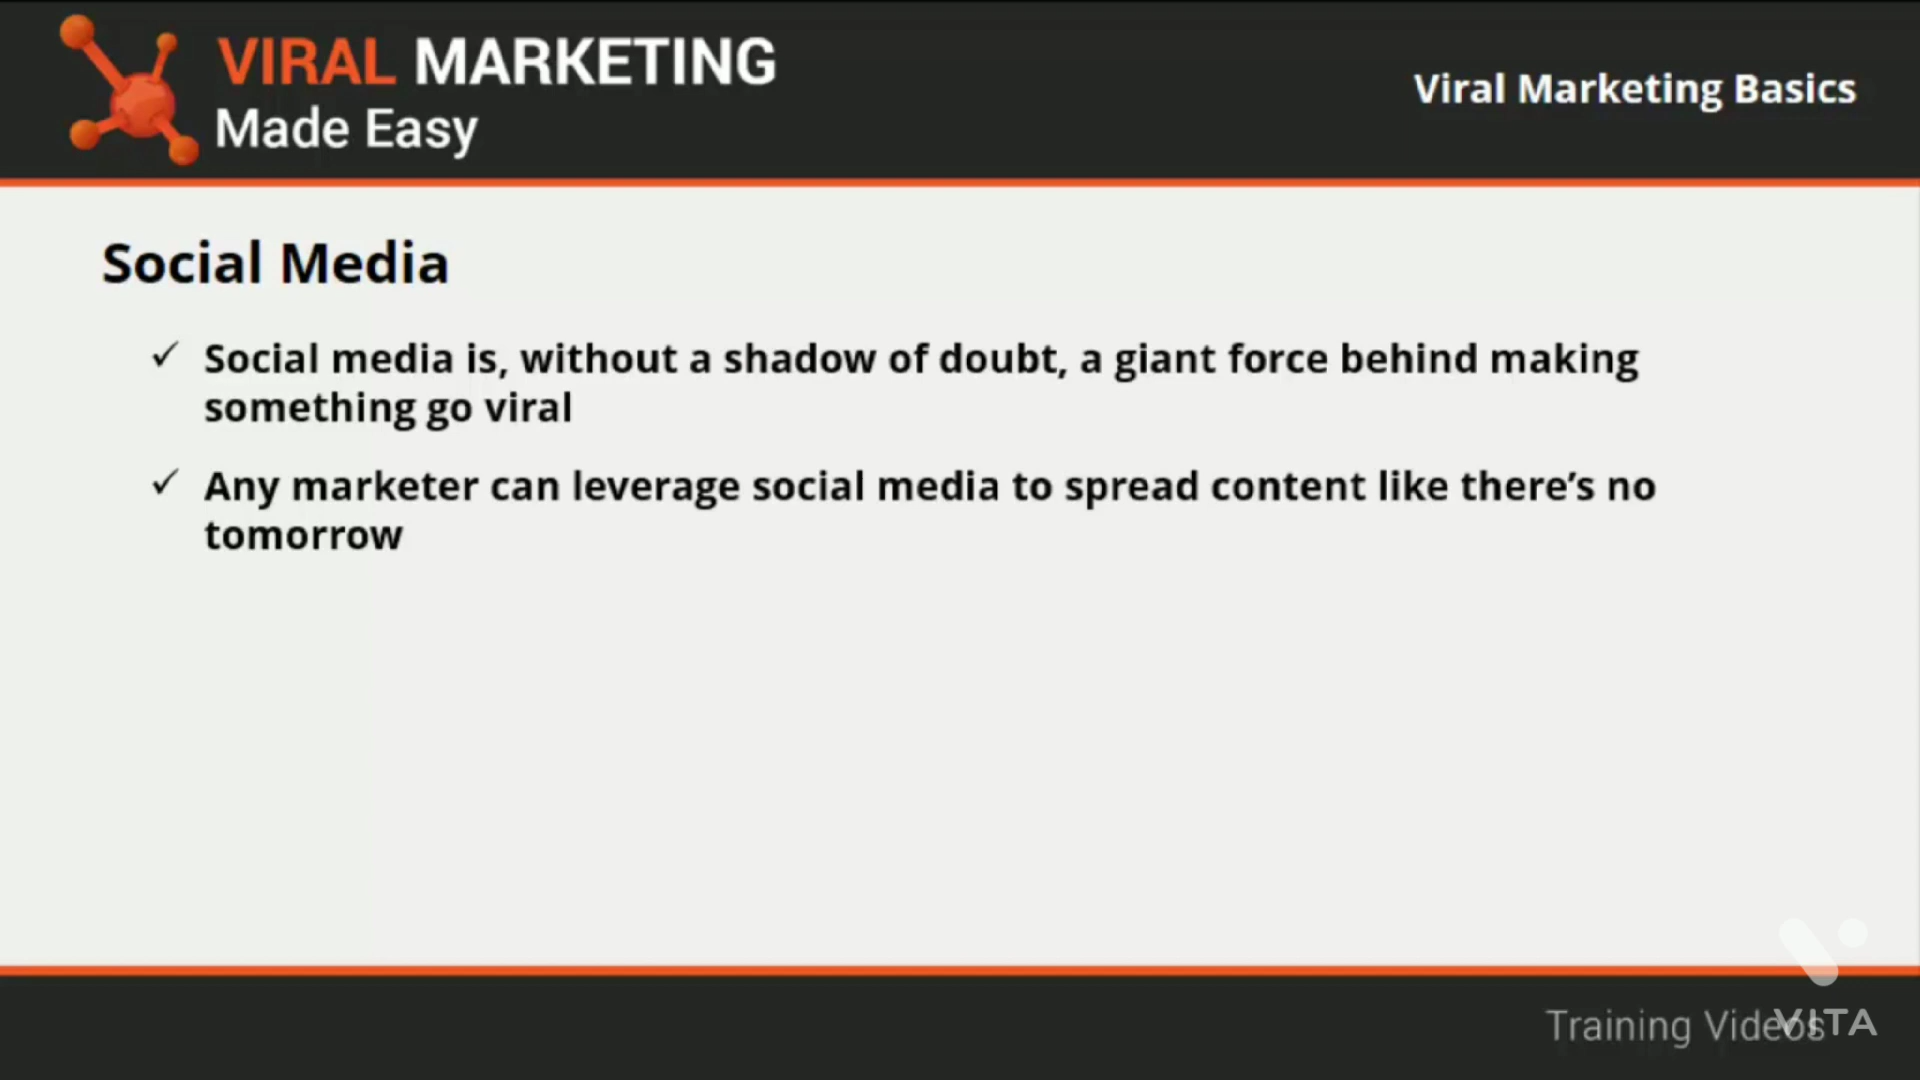 VIRAL MARKETING
Made Easy
Viral Marketing Basics
Social Media
✓ Social media is, without a shadow of doubt, a giant force behind making
something go viral
✓ Any marketer can leverage social media to spread content like there’s no
tomorrow
Training Videos
VITA